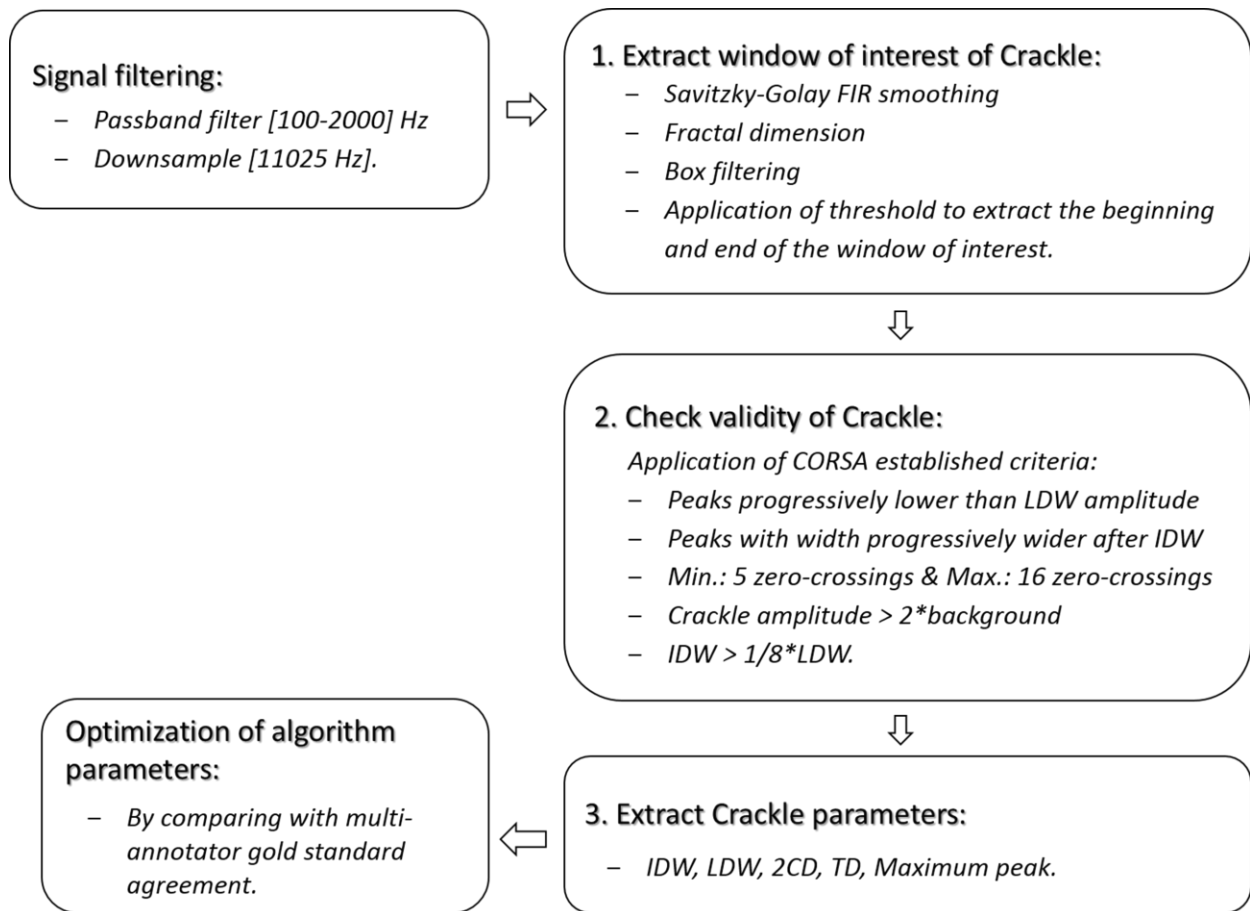 Signal filtering:
– Passband filter [100-2000] Hz
– Downsample [11025 Hz].
1. Extract window of interest of Crackle:
– Savitzky-Golay FIR smoothing
– Fractal dimension
– Box filtering
– Application of threshold to extract the beginning
and end of the window of interest.
2. Check validity of Crackle:
Application of CORSA established criteria:
– Peaks progressively lower than LDW amplitude
– Peaks with width progressively wider after IDW
– Min.: 5 zero-crossings & Max.: 16 zero-crossings
– Crackle amplitude > 2*background
– IDW > 1/8*LDW.
3. Extract Crackle parameters:
– IDW, LDW, 2CD, TD, Maximum peak.
Optimization of algorithm
parameters:
– By comparing with multi-
annotator gold standard
agreement.